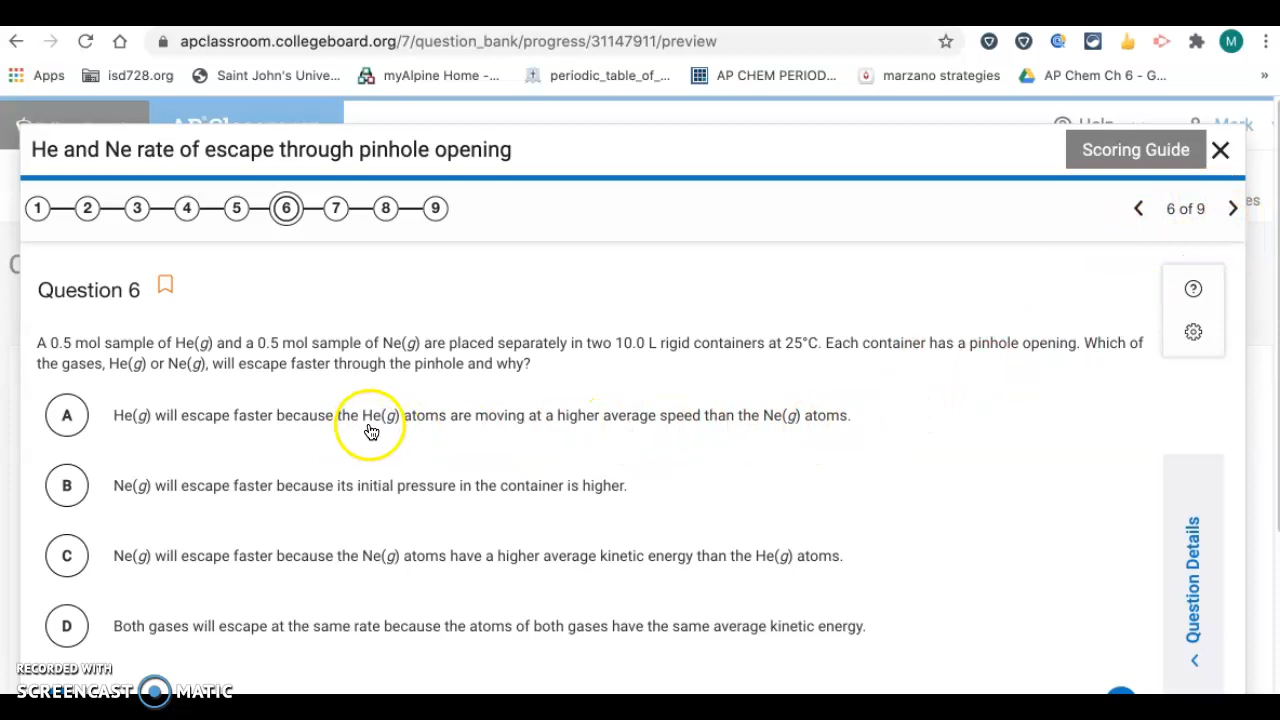 apclassroom.collegeboard.org/7/question_bank/progress/31147911/preview
M
Apps isd728.org Saint John's Unive... myAlpine Home -... periodic_table_of_... AP CHEM PERIOD... marzano strategies AP Chem Ch 6 - G... »
Help Mark
He and Ne rate of escape through pinhole opening
Scoring Guide
1 2 3 4 5 6 7 8 9
6 of 9
es
Question 6
A 0.5 mol sample of He(g) and a 0.5 mol sample of Ne(g) are placed separately in two 10.0 L rigid containers at 25°C. Each container has a pinhole opening. Which of
the gases, He(g) or Ne(g), will escape faster through the pinhole and why?
A He(g) will escape faster because the He(g) atoms are moving at a higher average speed than the Ne(g) atoms.
B Ne(g) will escape faster because its initial pressure in the container is higher.
C Ne(g) will escape faster because the Ne(g) atoms have a higher average kinetic energy than the He(g) atoms.
D Both gases will escape at the same rate because the atoms of both gases have the same average kinetic energy.
Question Details
RECORDED WITH
SCREENCAST MATIC